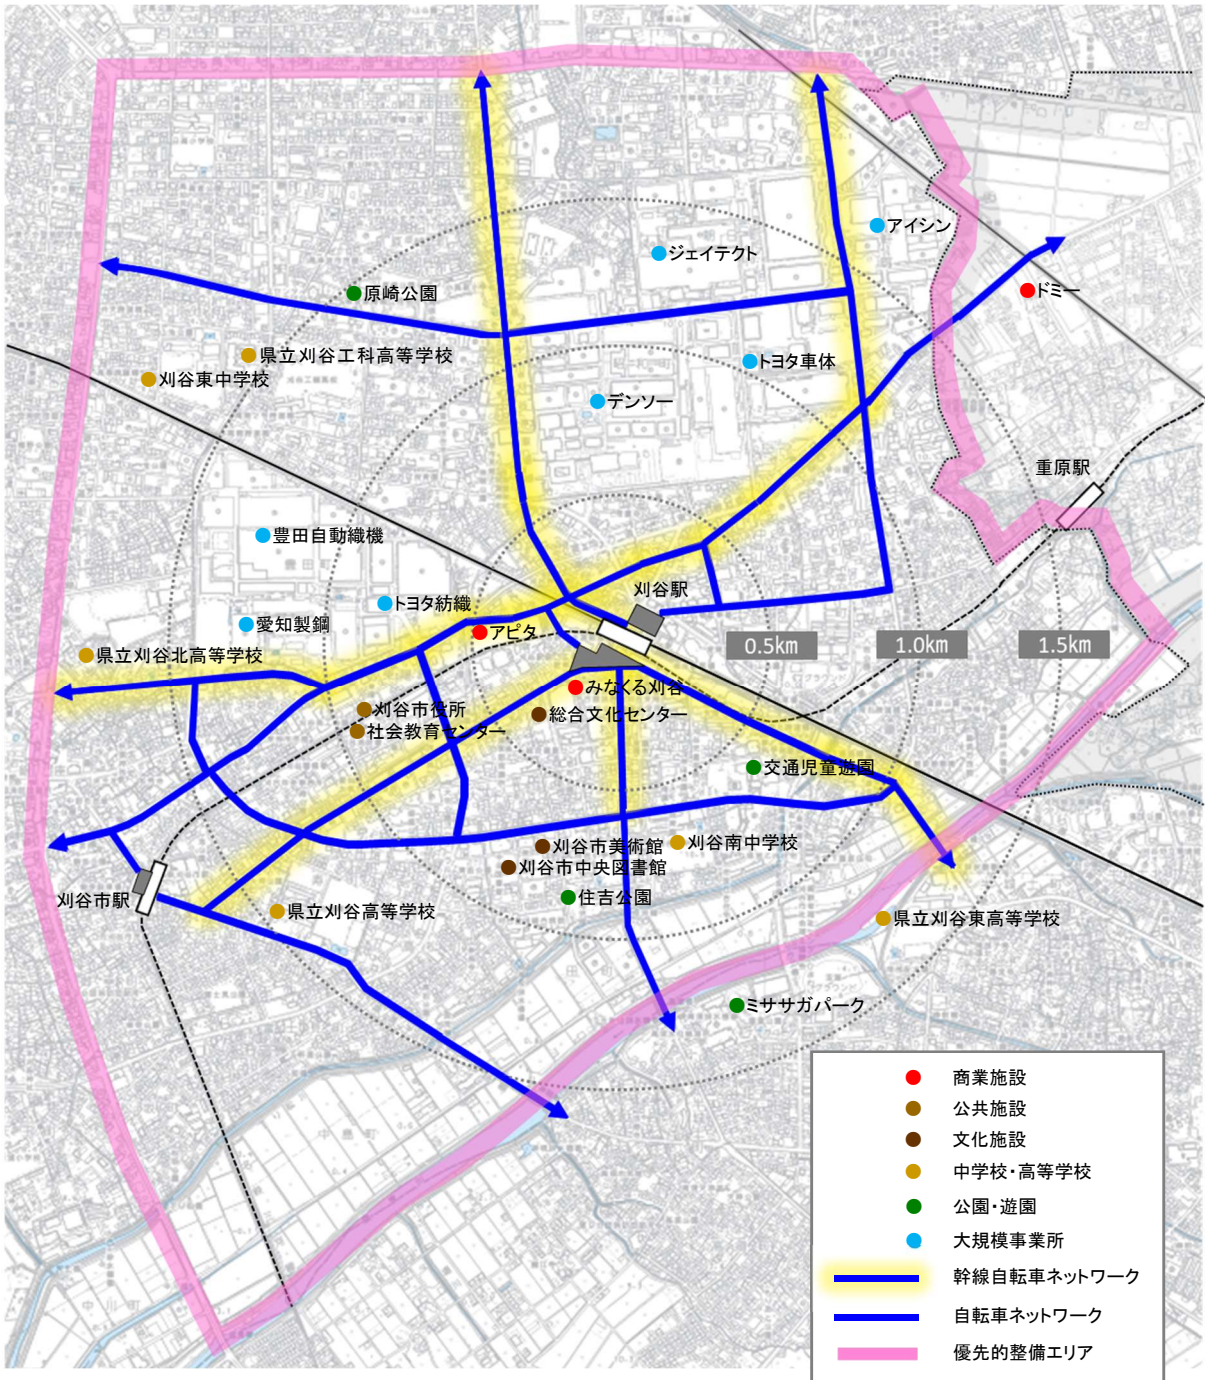 アイシン
ジェイテクト
原崎公園
ドミー
県立刈谷工科高等学校
トヨタ車体
刈谷東中学校
デンソー
重原駅
豊田自動織機
刈谷駅
トヨタ紡織
愛知製鋼
アピタ
0.5km
1.0km
1.5km
県立刈谷北高等学校
みなくる刈谷
刈谷市役所
総合文化センター
社会教育センター
交通児童遊園
刈谷市美術館
刈谷南中学校
刈谷市中央図書館
刈谷市駅
住吉公園
県立刈谷高等学校
県立刈谷東高等学校
ミササガパーク
中島町
中川町
商業施設
公共施設
文化施設
中学校・高等学校
公園・遊園
大規模事業所
幹線自転車ネットワーク
自転車ネットワーク
優先的整備エリア